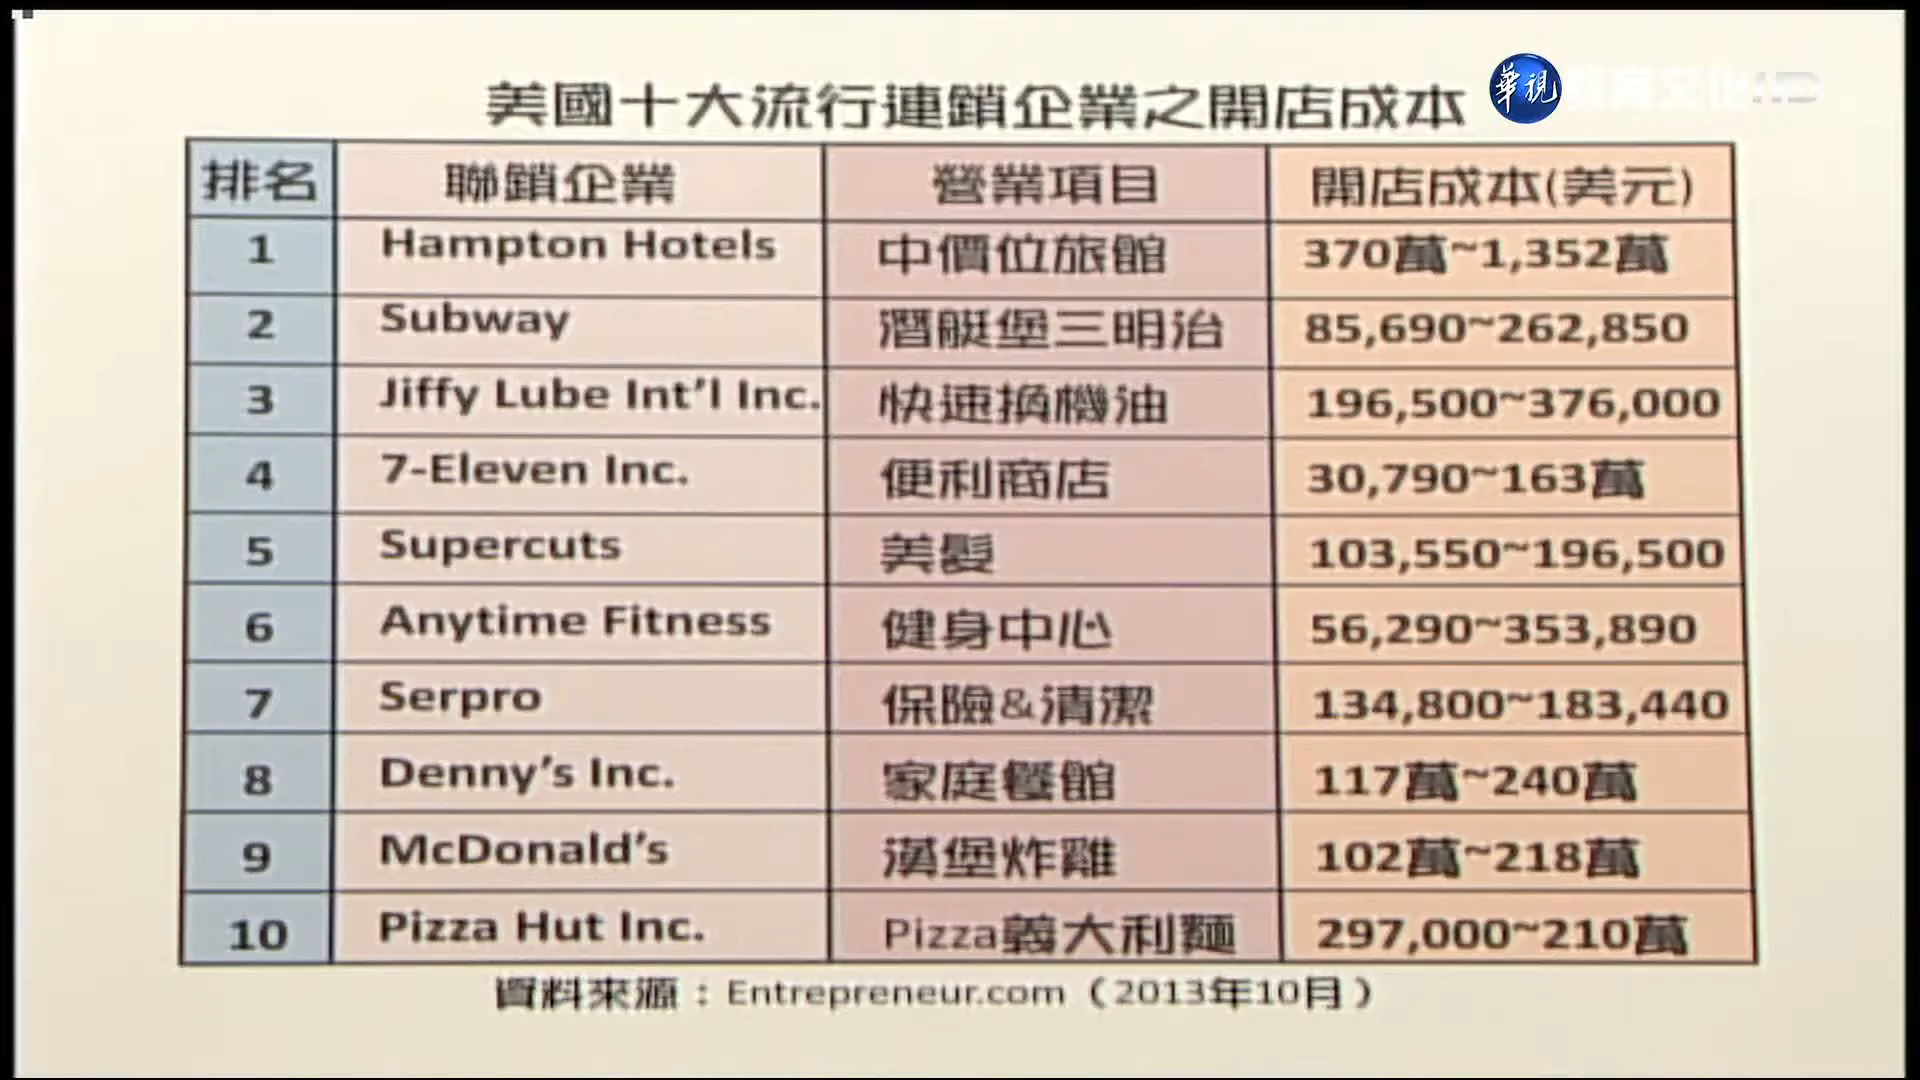 美國十大流行連鎖企業之開店成本
華視 教育文化HD
排名 聯鎖企業 營業項目 開店成本(美元)
1 Hampton Hotels 中價位旅館 370萬~1,352萬
2 Subway 潛艇堡三明治 85,690~262,850
3 Jiffy Lube Int'l Inc. 快速換機油 196,500~376,000
4 7-Eleven Inc. 便利商店 30,790~163萬
5 Supercuts 美髮 103,550~196,500
6 Anytime Fitness 健身中心 56,290~353,890
7 Serpro 保險&清潔 134,800~183,440
8 Denny's Inc. 家庭餐館 117萬~240萬
9 McDonald's 漢堡炸雞 102萬~218萬
10 Pizza Hut Inc. Pizza義大利麵 297,000~210萬
資料來源：Entrepreneur.com（2013年10月）